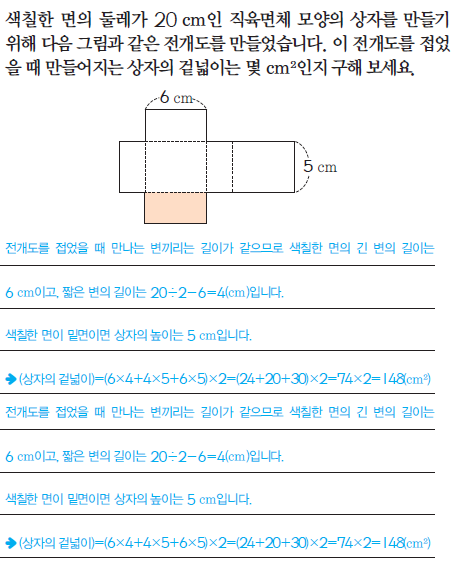 색칠한 면의 둘레가 20 cm인 직육면체 모양의 상자를 만들기
위해 다음 그림과 같은 전개도를 만들었습니다. 이 전개도를 접었
을 때 만들어지는 상자의 겉넓이는 몇 cm²인지 구해 보세요.
6 cm
5 cm
전개도를 접었을 때 만나는 변끼리는 길이가 같으므로 색칠한 면의 긴 변의 길이는
6 cm이고, 짧은 변의 길이는 20÷2-6=4(cm)입니다.
색칠한 면이 밑면이면 상자의 높이는 5 cm입니다.
➔ (상자의 겉넓이)=(6×4+4×5+6×5)×2=(24+20+30)×2=74×2=148(cm²)
전개도를 접었을 때 만나는 변끼리는 길이가 같으므로 색칠한 면의 긴 변의 길이는
6 cm이고, 짧은 변의 길이는 20÷2-6=4(cm)입니다.
색칠한 면이 밑면이면 상자의 높이는 5 cm입니다.
➔ (상자의 겉넓이)=(6×4+4×5+6×5)×2=(24+20+30)×2=74×2=148(cm²)